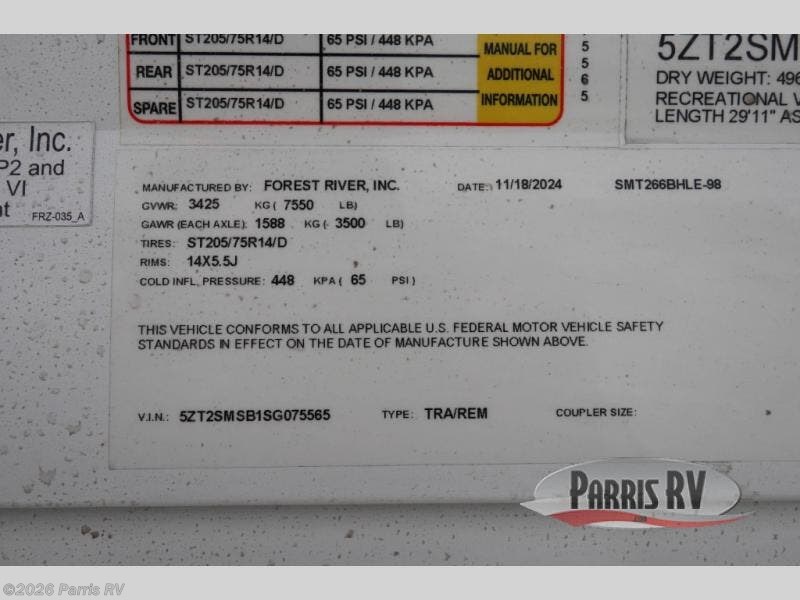 FRONT ST205/75R14/D 65 PSI / 448 KPA
REAR ST205/75R14/D 65 PSI / 448 KPA
SPARE ST205/75R14/D 65 PSI / 448 KPA
MANUAL FOR
ADDITIONAL
INFORMATION
5
5
6
5
5ZT2SM
DRY WEIGHT: 496
RECREATIONAL V
LENGTH 29'11" AS
er, Inc.
P2 and
VI
nt
FRZ-035_A
MANUFACTURED BY: FOREST RIVER, INC. DATE: 11/18/2024 SMT266BHLE-98
GVWR: 3425 KG ( 7550 LB)
GAWR (EACH AXLE): 1588 KG (- 3500 LB)
TIRES: ST205/75R14/D
RIMS: 14X5.5J
COLD INFL. PRESSURE: 448 KPA ( 65 PSI )
THIS VEHICLE CONFORMS TO ALL APPLICABLE U.S. FEDERAL MOTOR VEHICLE SAFETY
STANDARDS IN EFFECT ON THE DATE OF MANUFACTURE SHOWN ABOVE.
V.I.N.: 5ZT2SMSB1SG075565 TYPE: TRA/REM COUPLER SIZE:
PARRIS RV
©2026 Parris RV